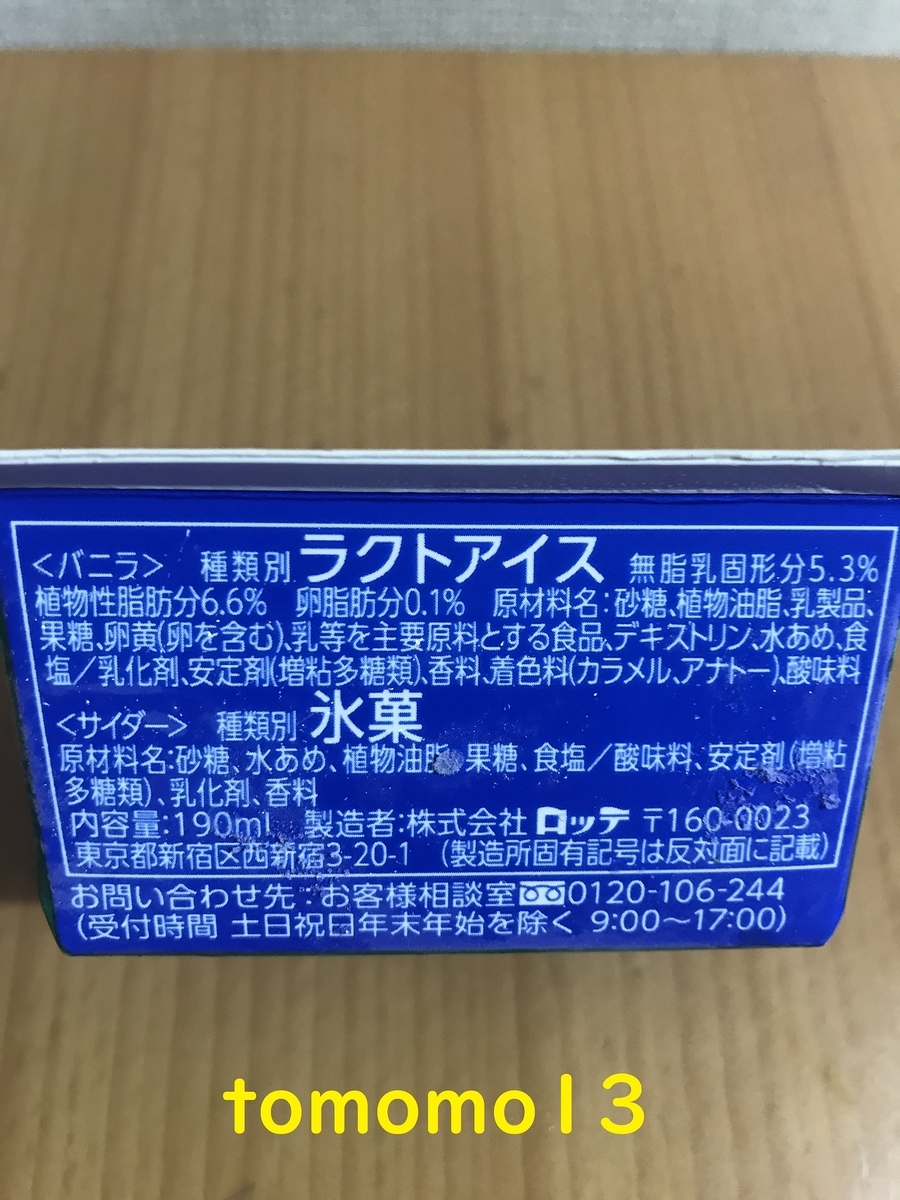 <バニラ> 種類別 ラクトアイス 無脂乳固形分5.3%
植物性脂肪分6.6% 卵脂肪分0.1% 原材料名:砂糖、植物油脂、乳製品、
果糖、卵黄(卵を含む)、乳等を主要原料とする食品、デキストリン、水あめ、食
塩/乳化剤、安定剤(増粘多糖類)、香料、着色料(カラメル、アナトー)、酸味料
<サイダー> 種類別 氷菓
原材料名:砂糖、水あめ、植物油脂、果糖、食塩/酸味料、安定剤(増粘
多糖類)、乳化剤、香料
内容量:190ml 製造者:株式会社 ロッテ 〒160-0023
東京都新宿区西新宿3-20-1 (製造所固有記号は反対面に記載)
お問い合わせ先:お客様相談室 0120-106-244
(受付時間 土日祝日年末年始を除く 9:00〜17:00)
tomomo13